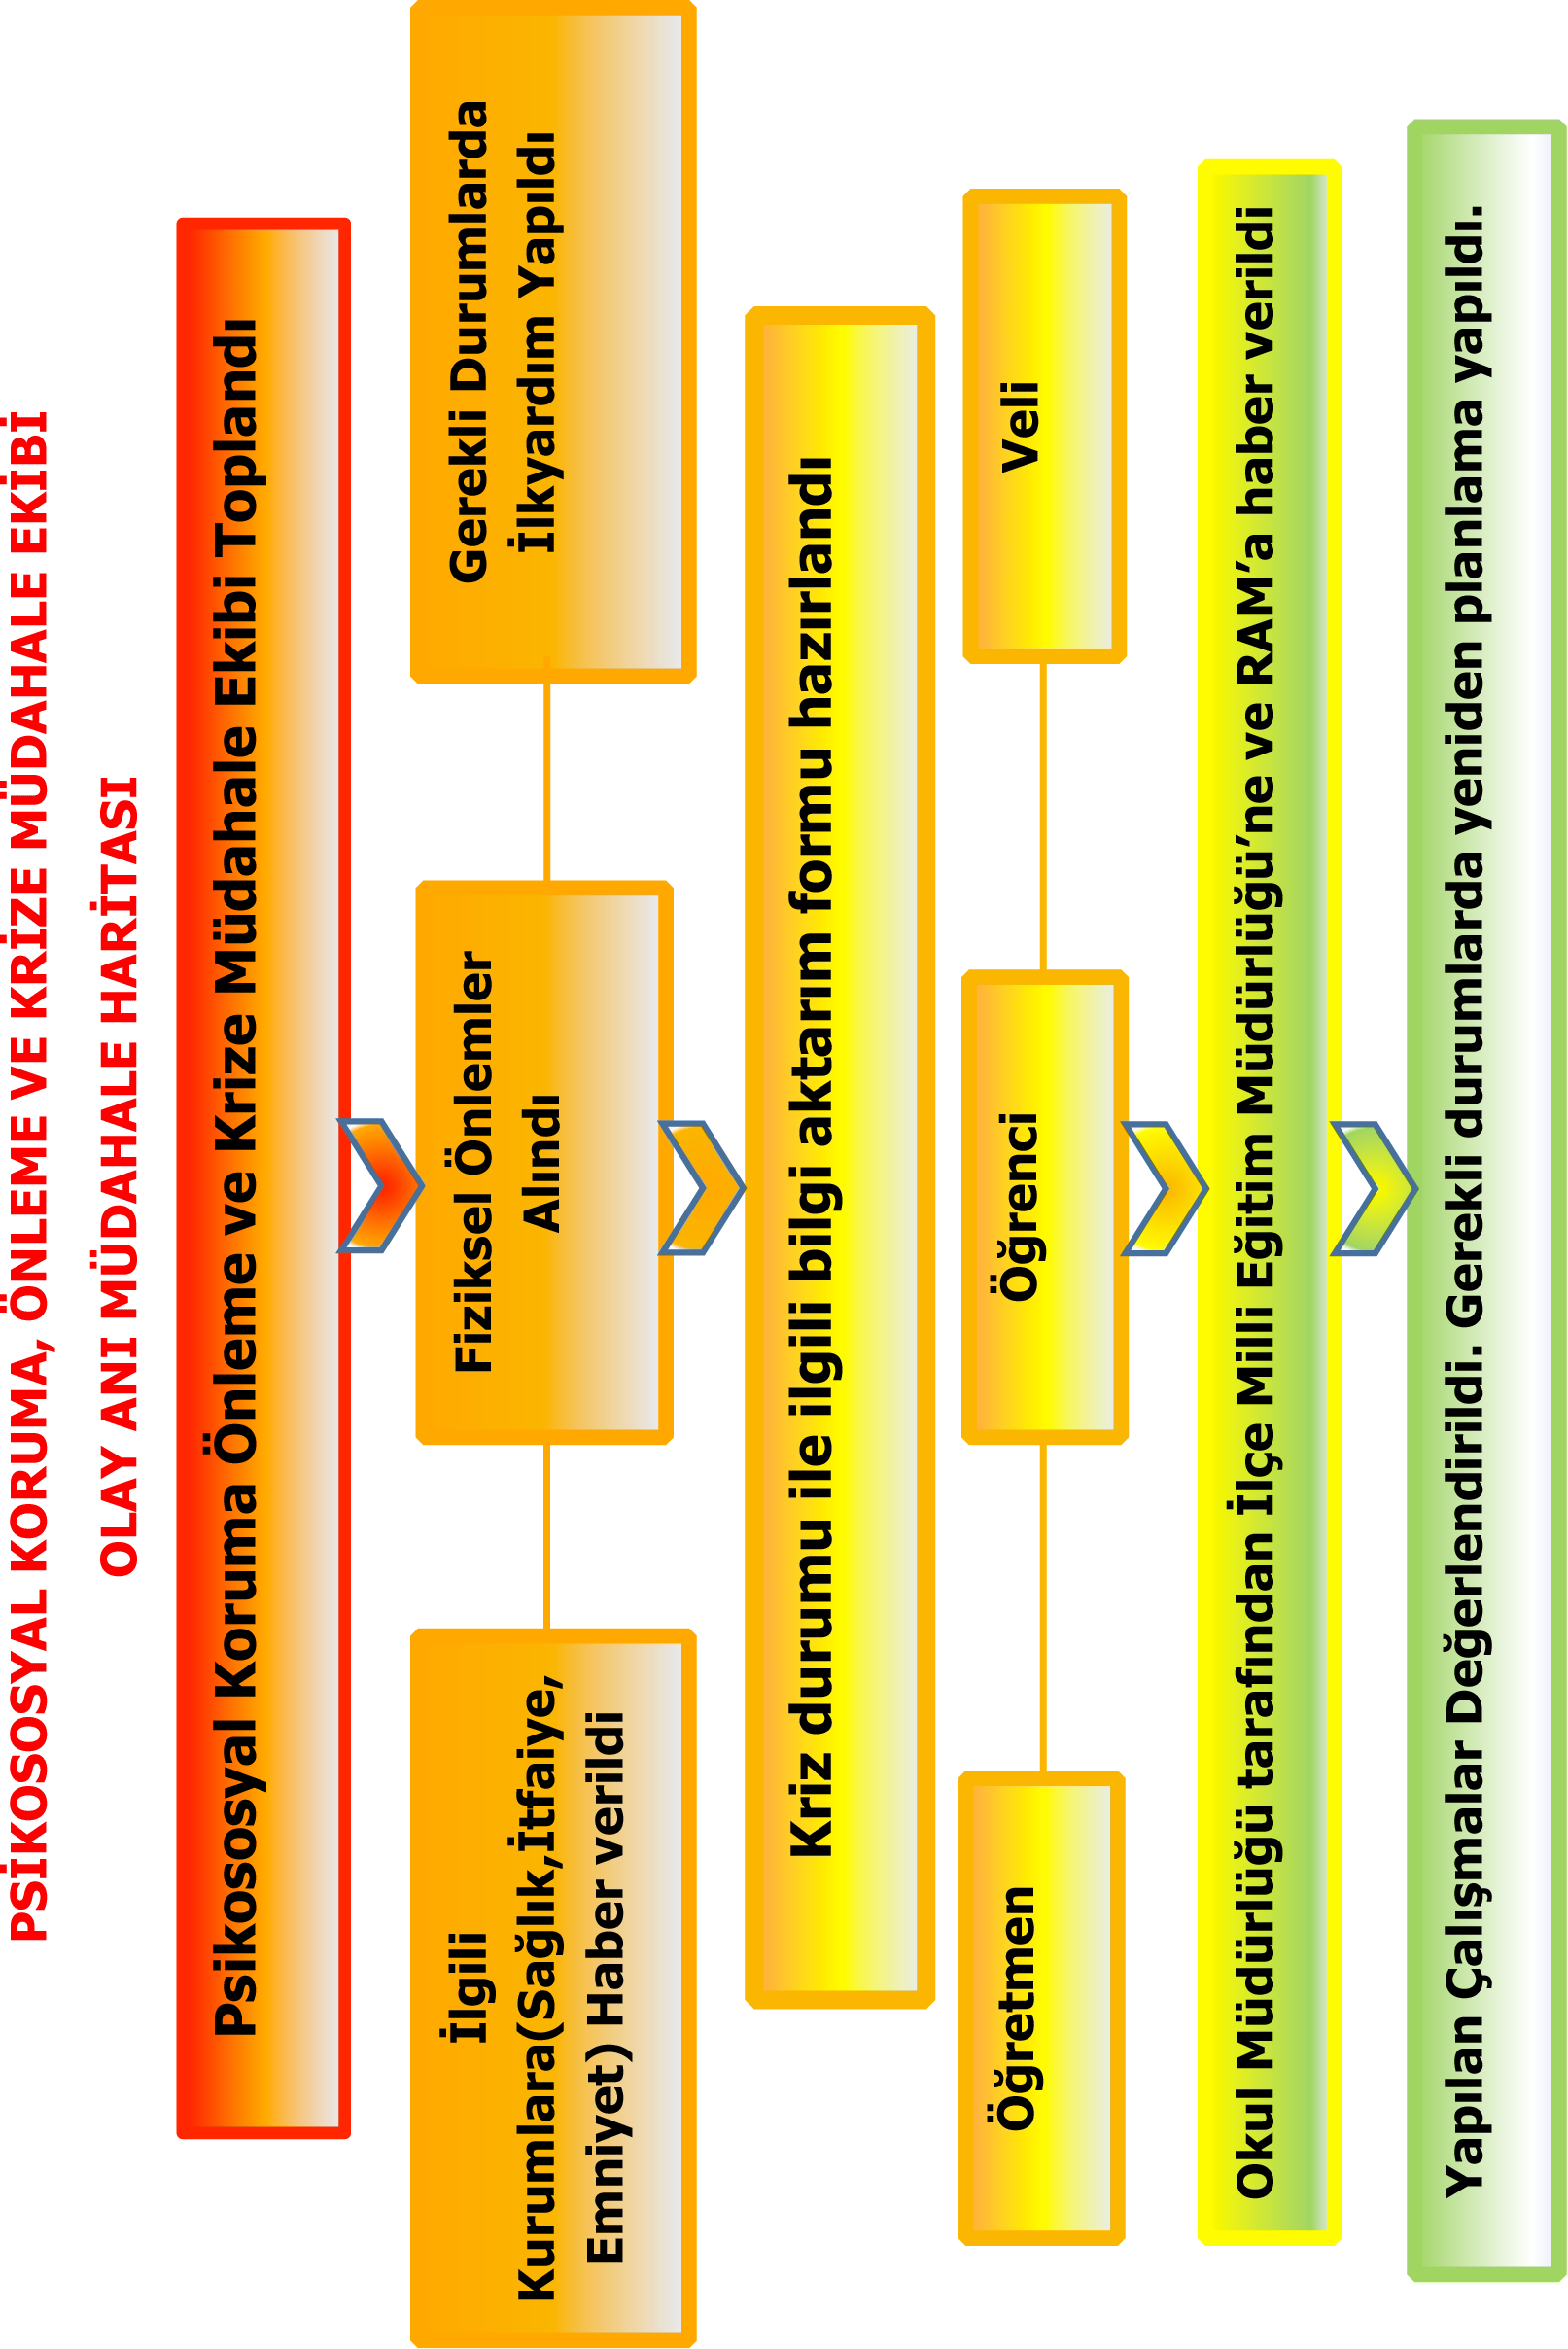 PSİKOSOSYAL KORUMA, ÖNLEME VE KRİZE MÜDAHALE EKİBİ
OLAY ANI MÜDAHALE HARİTASI
Psikososyal Koruma Önleme ve Krize Müdahale Ekibi Toplandı
İlgili
Kurumlara(Sağlık,İtfaiye,
Emniyet) Haber verildi
Fiziksel Önlemler
Alındı
Gerekli Durumlarda
İlkyardım Yapıldı
Kriz durumu ile ilgili bilgi aktarım formu hazırlandı
Öğretmen
Öğrenci
Veli
Okul Müdürlüğü tarafından İlçe Milli Eğitim Müdürlüğü’ne ve RAM’a haber verildi
Yapılan Çalışmalar Değerlendirildi. Gerekli durumlarda yeniden planlama yapıldı.